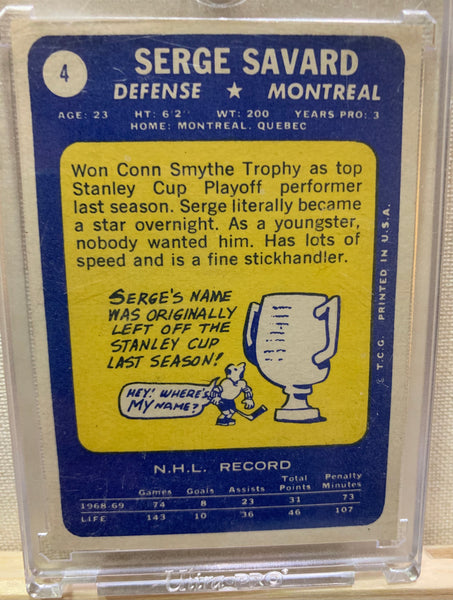 4
SERGE SAVARD
DEFENSE ★ MONTREAL
AGE: 23 HT: 6'2" WT: 200 YEARS PRO: 3
HOME: MONTREAL, QUEBEC
Won Conn Smythe Trophy as top
Stanley Cup Playoff performer
last season. Serge literally became
a star overnight. As a youngster,
nobody wanted him. Has lots of
speed and is a fine stickhandler.
SERGE'S NAME
WAS ORIGINALLY
LEFT OFF THE
STANLEY CUP
LAST SEASON!
HEY! WHERE'S
MY NAME?
© T.C.G. PRINTED IN U.S.A.
N.H.L. RECORD
Games Goals Assists Total Points Penalty Minutes
1968-69 74 8 23 31 73
LIFE 143 10 36 46 107
Ultra PRO